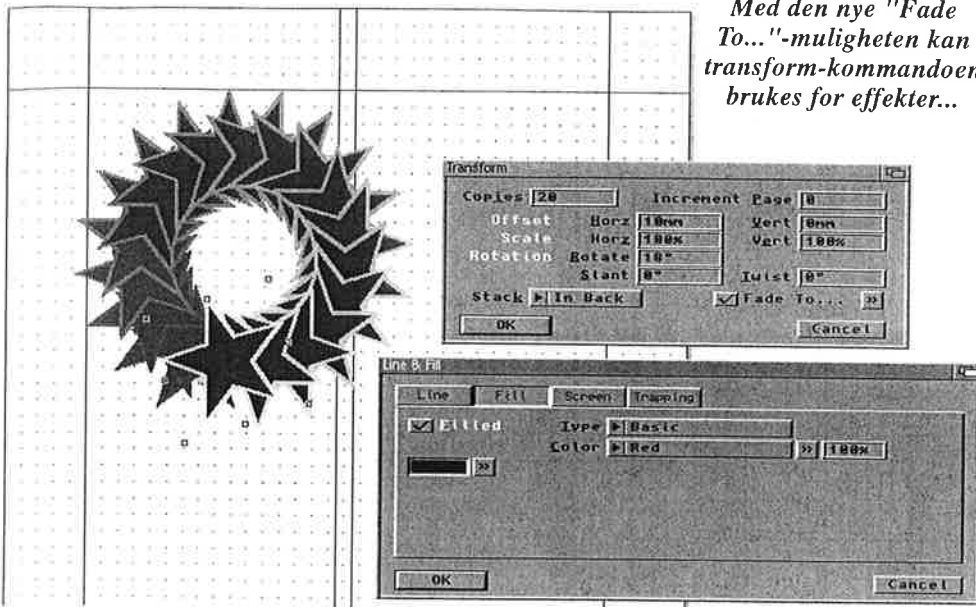 Med den nye "Fade
To..."-muligheten kan
transform-kommandoen
brukes for effekter...
Transform
Copies 20 Increment Page 0
Offset Horz 10mm Vert 0mm
Scale Horz 100% Vert 100%
Rotation Rotate 10° 
Slant 0° Twist 0°
Stack In Back Fade To... »
OK Cancel
Line & Fill
Line Fill Screen Trapping
Filled Type Basic
Color Red » 100%
»
OK Cancel